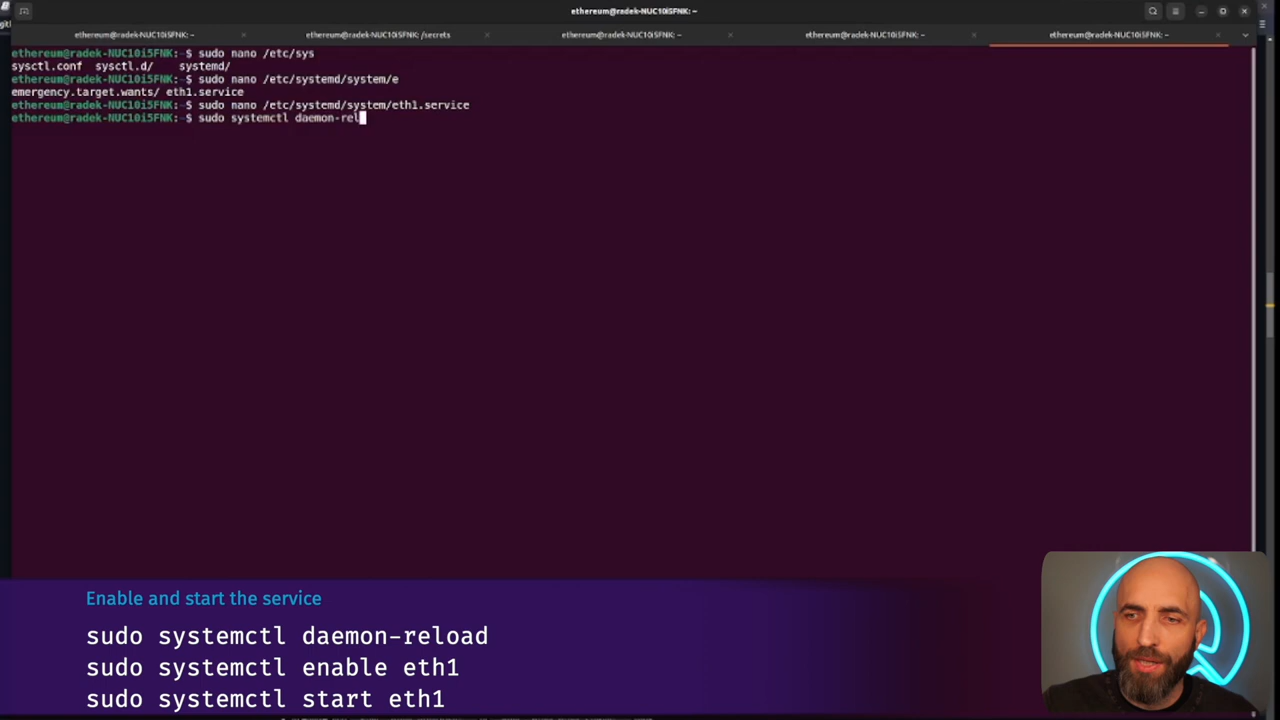 ethereum@radek-NUC10i5FNK: ~
ethereum@radek-NUC10i5FNK: ~
ethereum@radek-NUC10i5FNK: /secrets
ethereum@radek-NUC10i5FNK: ~
ethereum@radek-NUC10i5FNK: ~
ethereum@radek-NUC10i5FNK: ~
ethereum@radek-NUC10i5FNK:~$ sudo nano /etc/sys
sysctl.conf sysctl.d/ systemd/
ethereum@radek-NUC10i5FNK:~$ sudo nano /etc/systemd/system/e
emergency.target.wants/ eth1.service
ethereum@radek-NUC10i5FNK:~$ sudo nano /etc/systemd/system/eth1.service
ethereum@radek-NUC10i5FNK:~$ sudo systemctl daemon-rel
Enable and start the service
sudo systemctl daemon-reload
sudo systemctl enable eth1
sudo systemctl start eth1